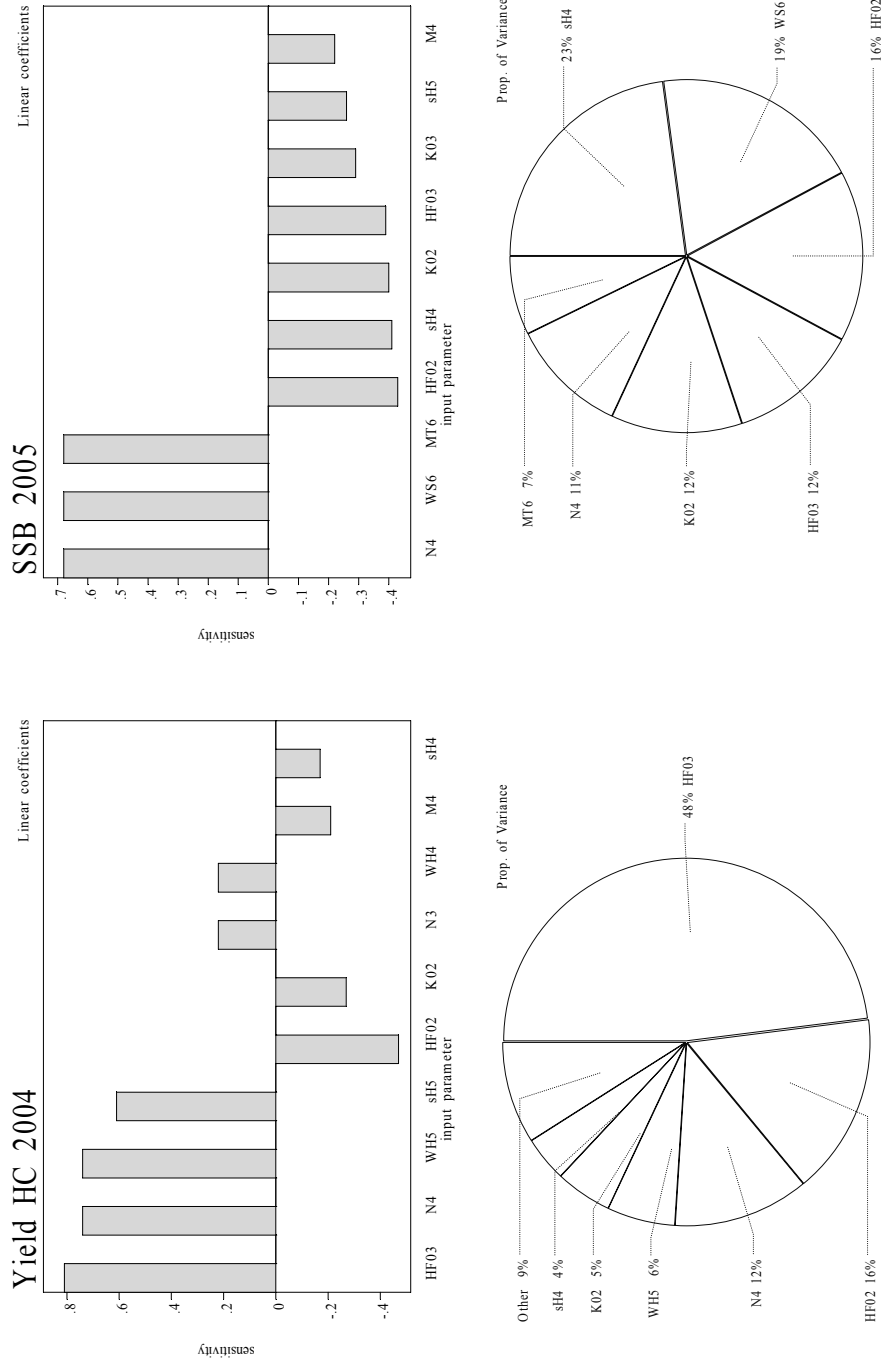 Yield HC 2004
Linear coefficients
sensitivity
.8
.6
.4
.2
0
-.2
-.4
HF03 N4 WH5 sH5 HF02 K02 N3 WH4 M4 sH4
input parameter
Prop. of Variance
48% HF03
Other 9%
sH4 4%
K02 5%
WH5 6%
N4 12%
HF02 16%
SSB 2005
Linear coefficients
sensitivity
.7
.6
.5
.4
.3
.2
.1
0
-.1
-.2
-.3
-.4
N4 WS6 MT6 HF02 sH4 K02 HF03 K03 sH5 M4
input parameter
Prop. of Variance
23% sH4
19% WS6
16% HF02
MT6 7%
N4 11%
K02 12%
HF03 12%